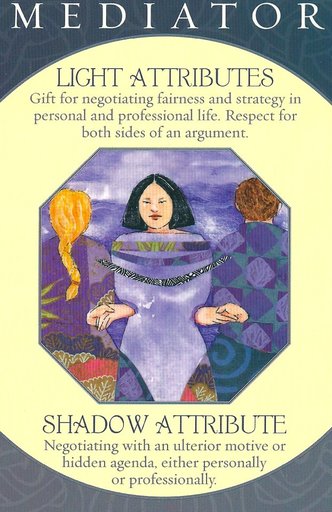 MEDIATOR
LIGHT ATTRIBUTES
Gift for negotiating fairness and strategy in
personal and professional life. Respect for
both sides of an argument.
SHADOW ATTRIBUTE
Negotiating with an ulterior motive or
hidden agenda, either personally
or professionally.